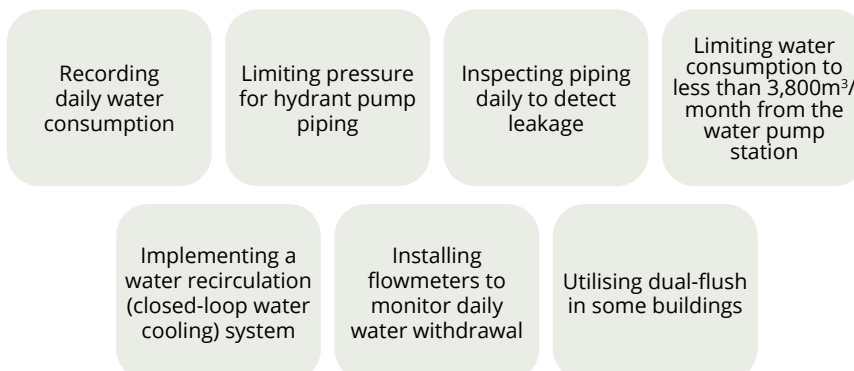 Recording
daily water
consumption
Limiting pressure
for hydrant pump
piping
Inspecting piping
daily to detect
leakage
Limiting water
consumption to
less than 3,800m³/
month from the
water pump
station
Implementing a
water recirculation
(closed-loop water
cooling) system
Installing
flowmeters to
monitor daily
water withdrawal
Utilising dual-flush
in some buildings